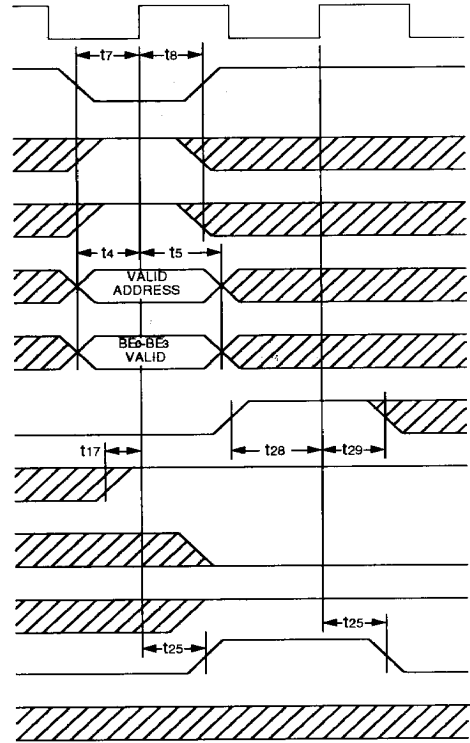 t7 t8
t4 t5
VALID
ADDRESS
BE0-BE3
VALID
t28 t29
t17
t25
t25